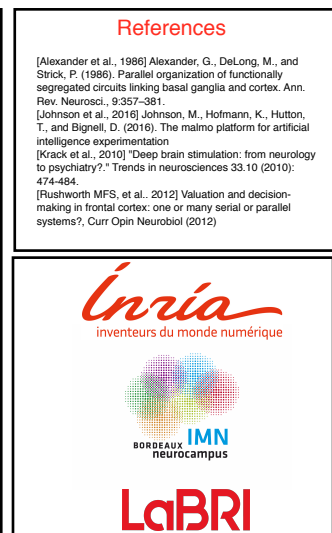 References
[Alexander et al., 1986] Alexander, G., DeLong, M., and
Strick, P. (1986). Parallel organization of functionally
segregated circuits linking basal ganglia and cortex. Ann.
Rev. Neurosci., 9:357–381.
[Johnson et al., 2016] Johnson, M., Hofmann, K., Hutton,
T., and Bignell, D. (2016). The malmo platform for artificial
intelligence experimentation
[Krack et al., 2010] "Deep brain stimulation: from neurology
to psychiatry?." Trends in neurosciences 33.10 (2010):
474-484.
[Rushworth MFS, et al.. 2012] Valuation and decision-
making in frontal cortex: one or many serial or parallel
systems?, Curr Opin Neurobiol (2012)
Inria
inventeurs du monde numérique
BORDEAUX IMN
neurocampus
LaBRI